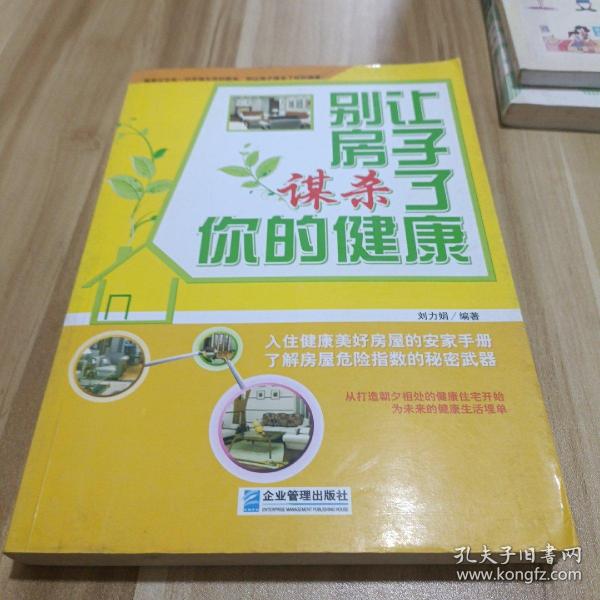 别让
房子
谋杀了
你的健康
刘力娟／编著
入住健康美好房屋的安家手册
了解房屋危险指数的秘密武器
从打造朝夕相处的健康住宅开始
为未来的健康生活埋单
企业管理出版社
ENTERPRISE MANAGEMENT PUBLISHING HOUSE
孔夫子旧书网
www.kongfz.com